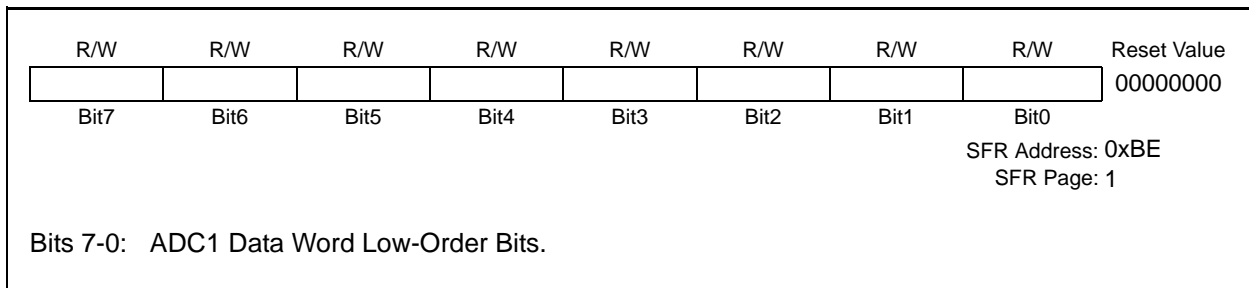 R/W R/W R/W R/W R/W R/W R/W R/W Reset Value
00000000
Bit7 Bit6 Bit5 Bit4 Bit3 Bit2 Bit1 Bit0
SFR Address: 0xBE
SFR Page: 1
Bits 7-0: ADC1 Data Word Low-Order Bits.